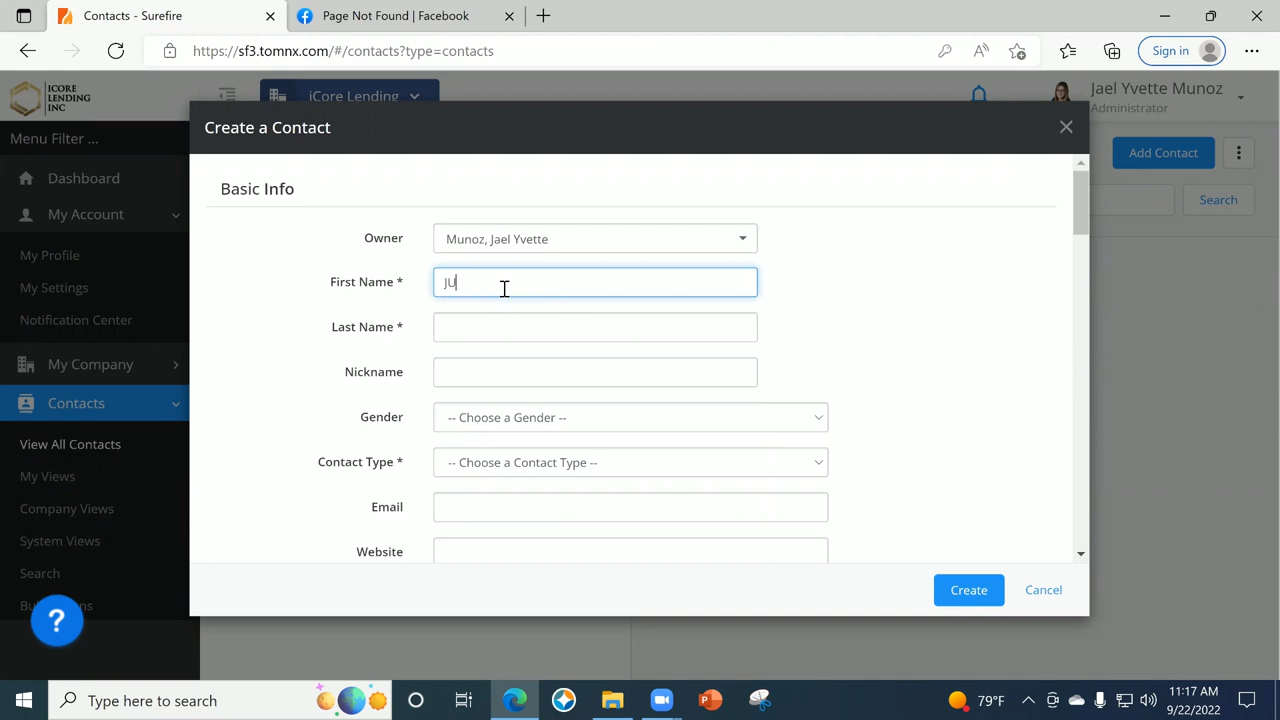 Contacts - Surefire
Page Not Found | Facebook
https://sf3.tomnx.com/#/contacts?type=contacts
Sign in
ICORE
LENDING
INC
iCore Lending
Jael Yvette Munoz
Administrator
Menu Filter ...
Create a Contact
Add Contact
Dashboard
Basic Info
Search
My Account
Owner
Munoz, Jael Yvette
My Profile
First Name *
JU
My Settings
Notification Center
Last Name *
My Company
Nickname
Contacts
Gender
-- Choose a Gender --
View All Contacts
Contact Type *
-- Choose a Contact Type --
My Views
Company Views
Email
System Views
Website
Search
Create
Cancel
?
Type here to search
79°F
11:17 AM
9/22/2022